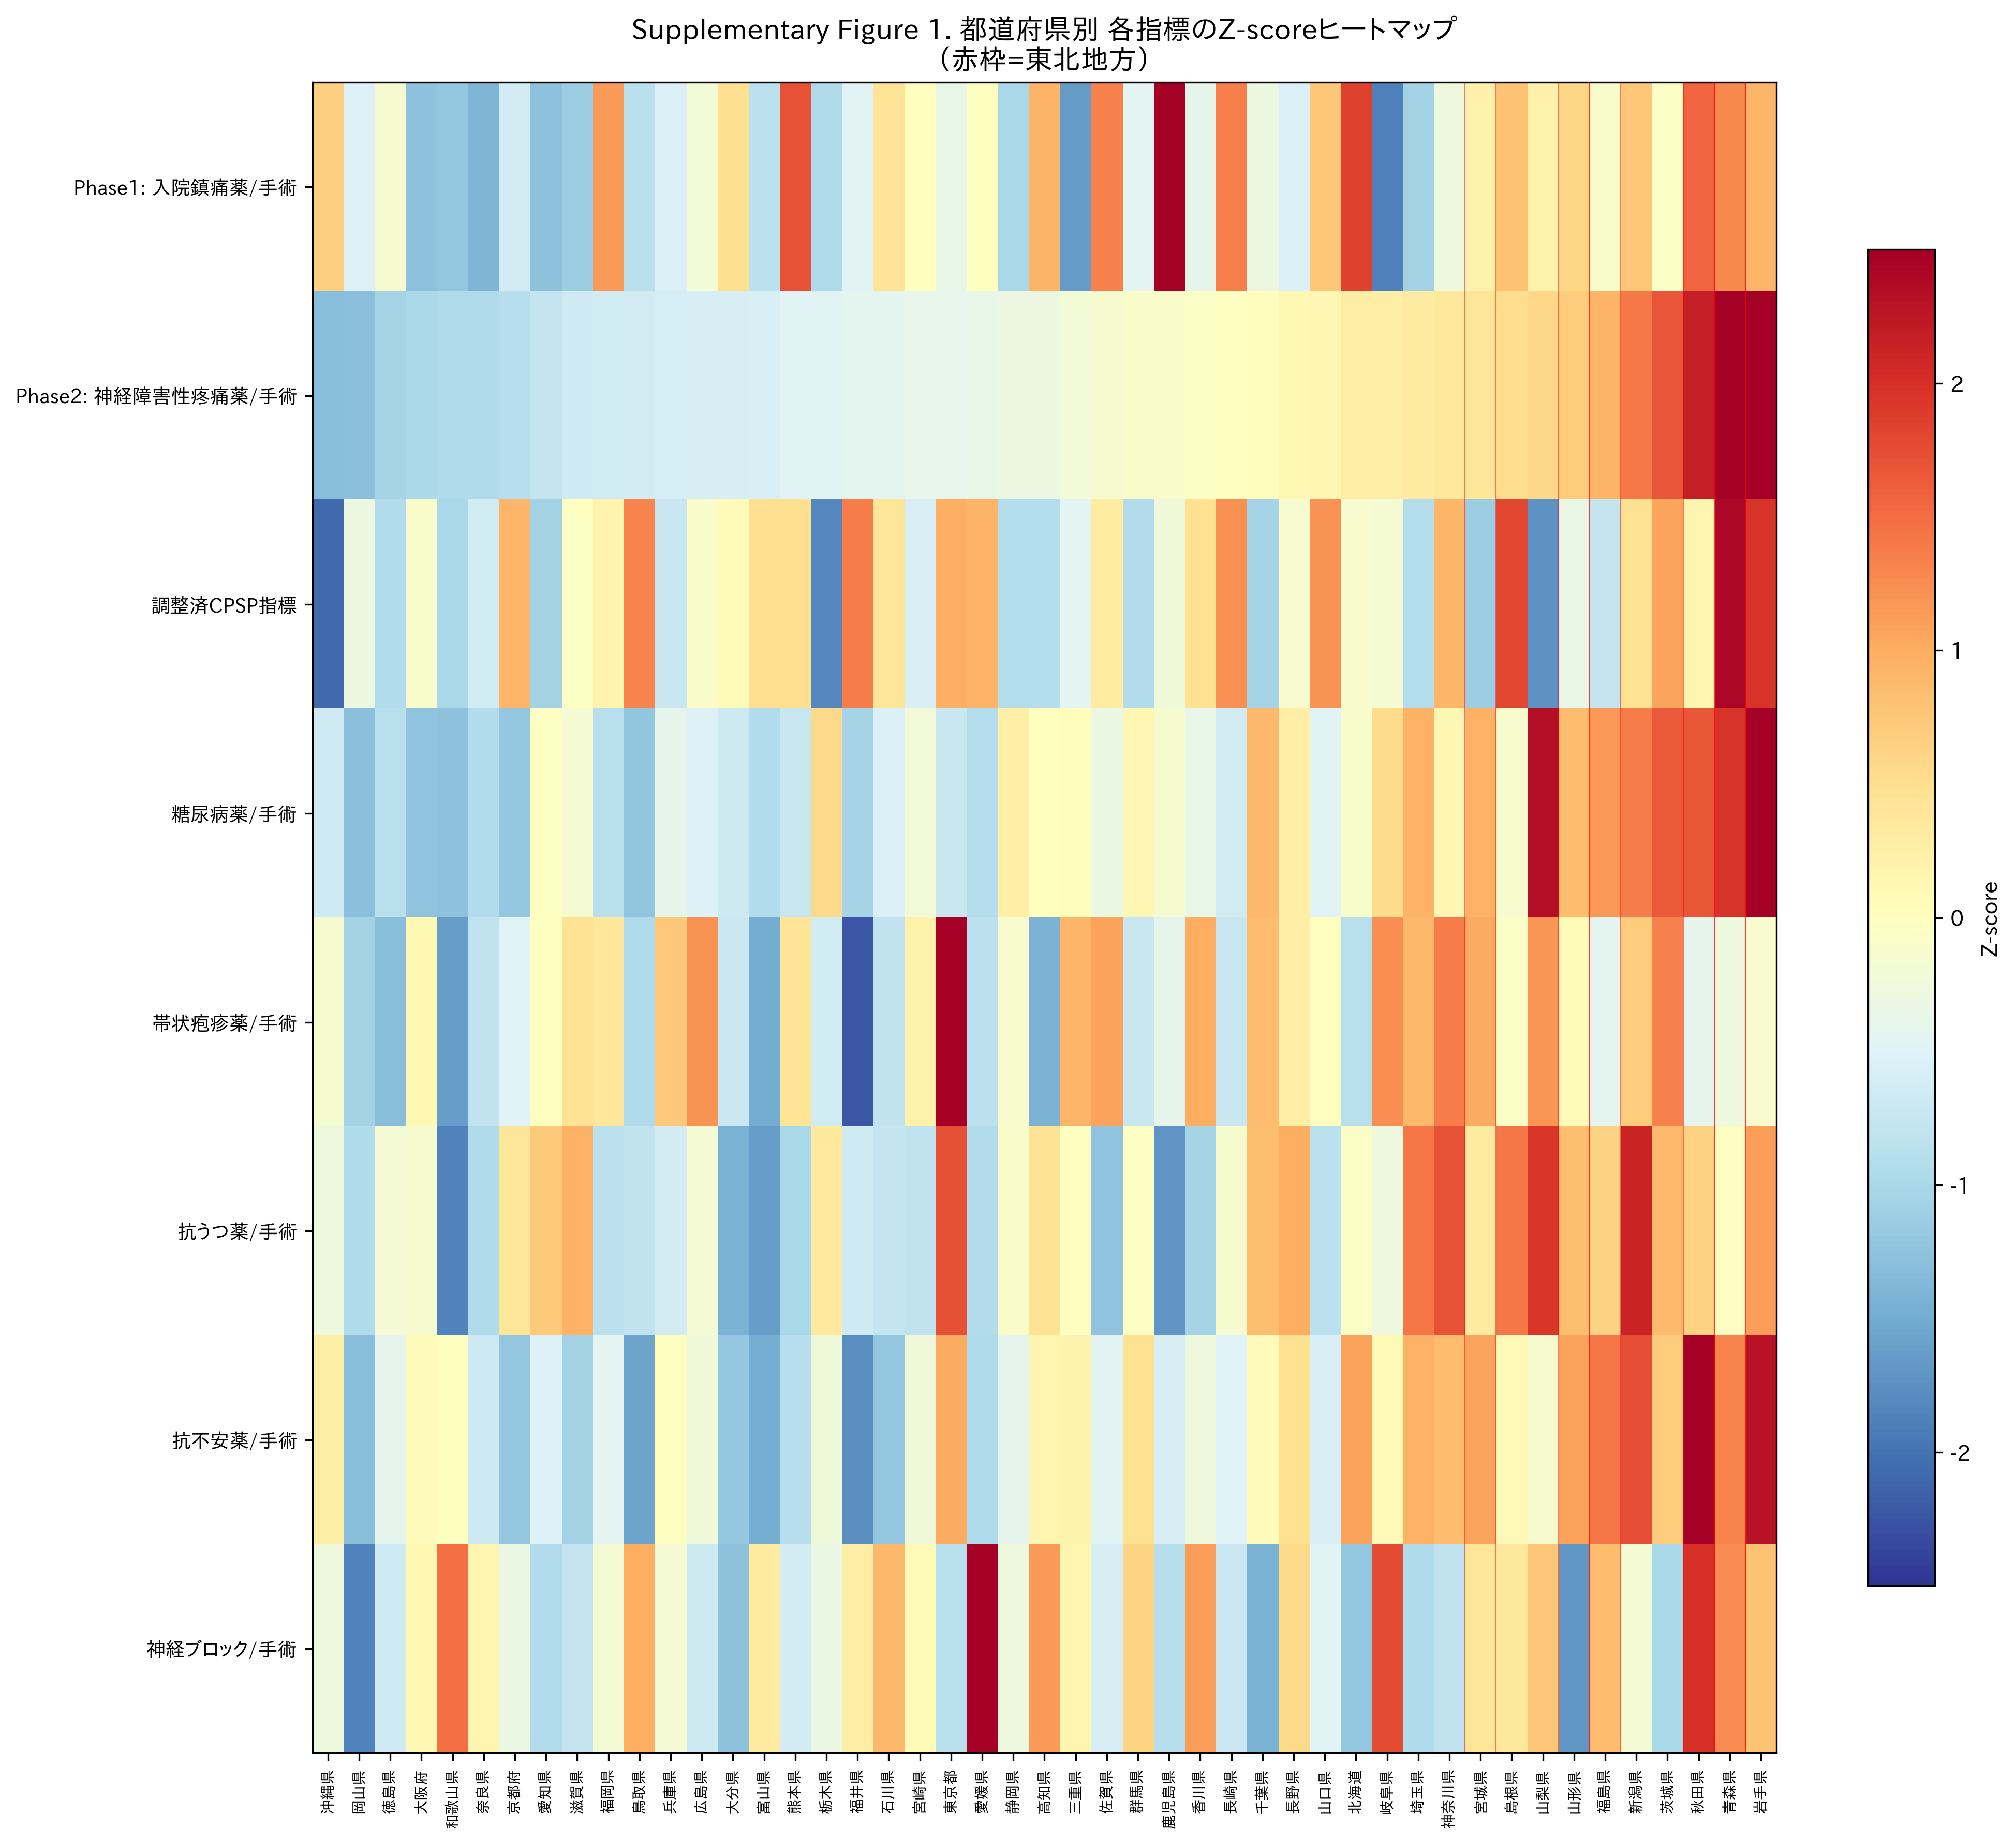 Supplementary Figure 1. 都道府県別 各指標のZ-scoreヒートマップ
（赤枠=東北地方）
Phase1: 入院鎮痛薬/手術
Phase2: 神経障害性疼痛薬/手術
調整済CPSP指標
糖尿病薬/手術
帯状疱疹薬/手術
抗うつ薬/手術
抗不安薬/手術
神経ブロック/手術
沖縄県
岡山県
徳島県
大阪府
和歌山県
奈良県
京都府
愛知県
滋賀県
福岡県
鳥取県
兵庫県
広島県
大分県
富山県
熊本県
栃木県
福井県
石川県
宮崎県
東京都
愛媛県
静岡県
高知県
三重県
佐賀県
群馬県
鹿児島県
香川県
長崎県
千葉県
長野県
山口県
北海道
岐阜県
埼玉県
神奈川県
宮城県
島根県
山梨県
山形県
福島県
新潟県
茨城県
秋田県
青森県
岩手県
2
1
0
-1
-2
Z-score